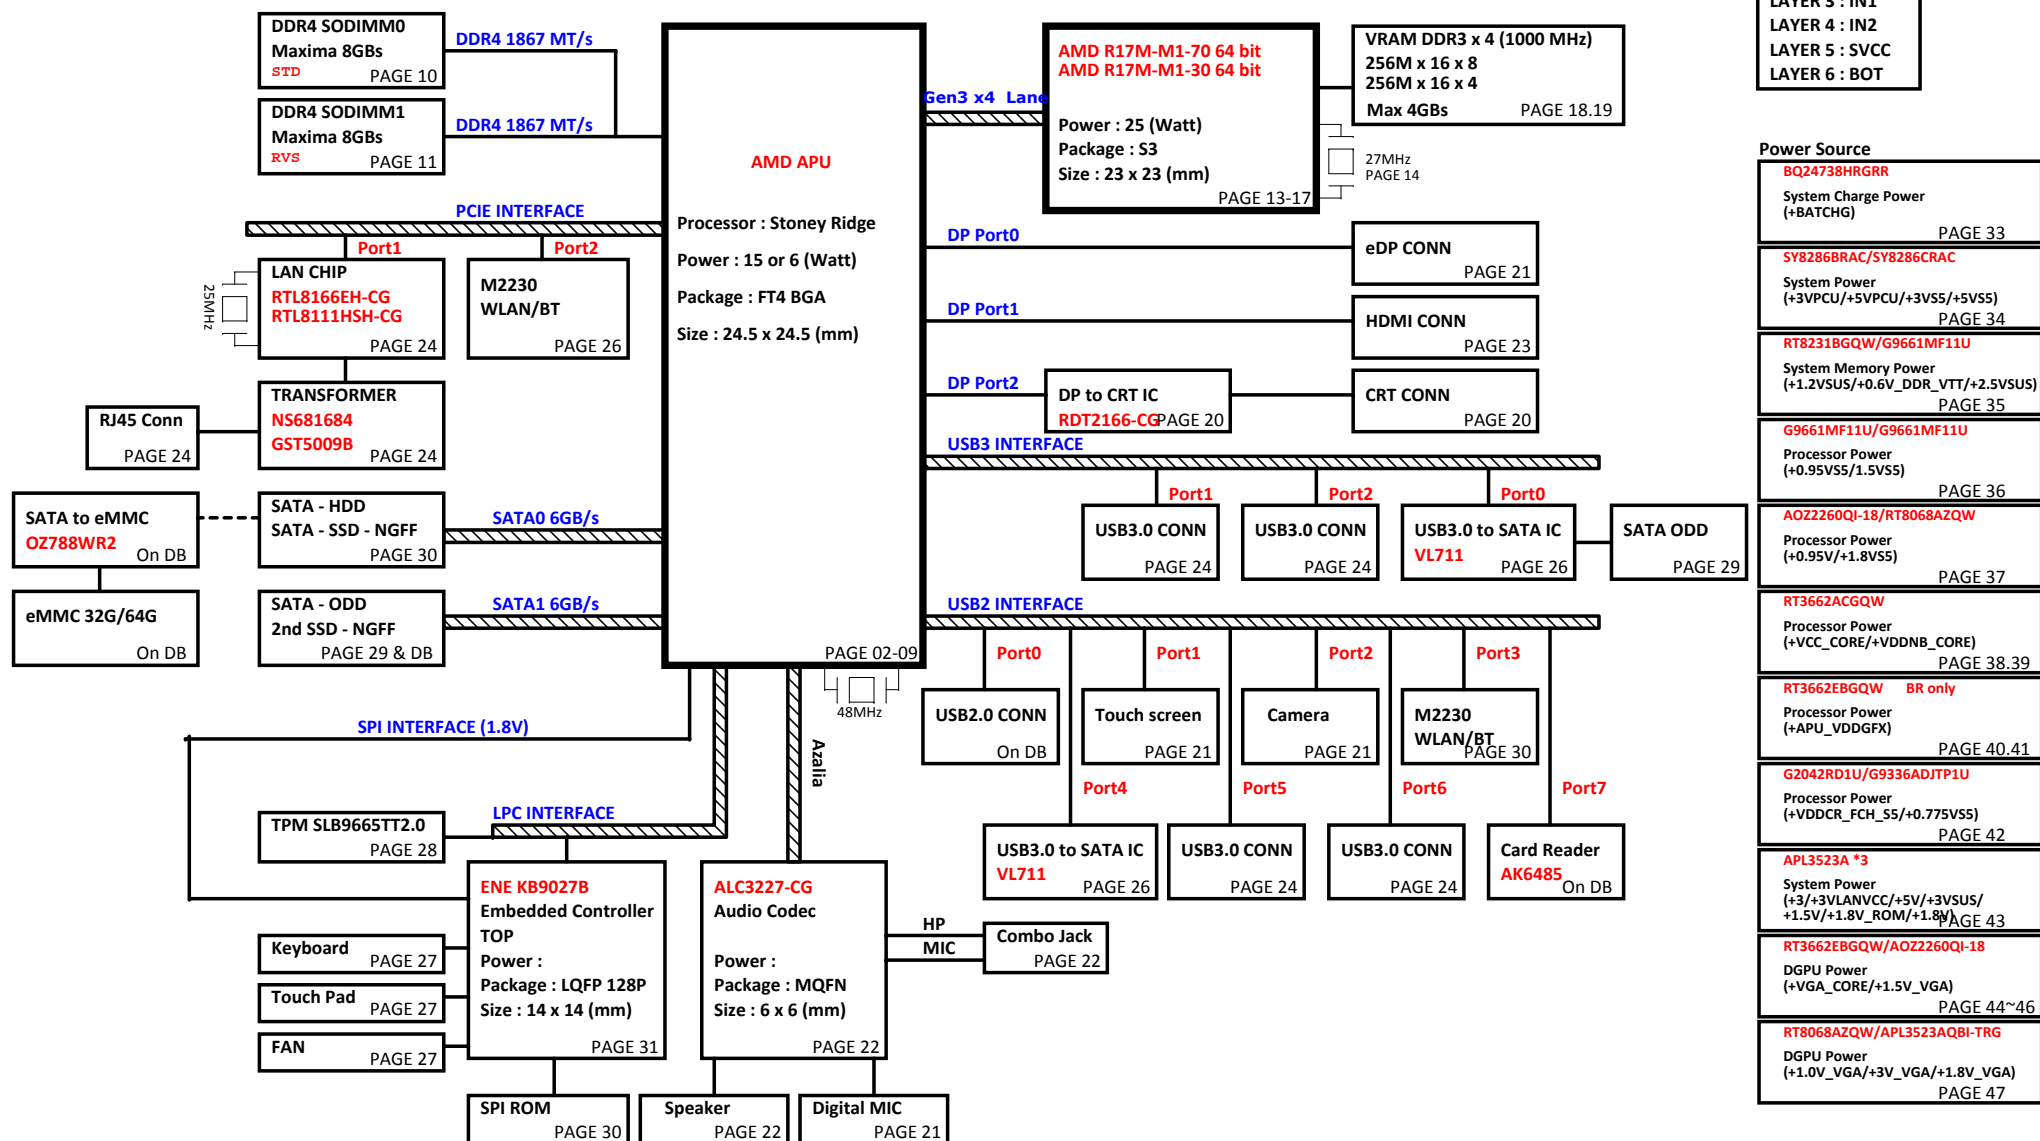 DDR4 SODIMM0
Maxima 8GBs
STD
PAGE 10
DDR4 1867 MT/s
DDR4 SODIMM1
Maxima 8GBs
RVS
PAGE 11
DDR4 1867 MT/s
PCIE INTERFACE
Port1
Port2
25MHz
LAN CHIP
RTL8166EH-CG
RTL8111HSH-CG
PAGE 24
M2230
WLAN/BT
PAGE 26
TRANSFORMER
NS681684
GST5009B
PAGE 24
RJ45 Conn
PAGE 24
SATA to eMMC
OZ788WR2
On DB
SATA - HDD
SATA - SSD - NGFF
PAGE 30
SATA0 6GB/s
eMMC 32G/64G
On DB
SATA - ODD
2nd SSD - NGFF
PAGE 29 & DB
SATA1 6GB/s
AMD APU
Processor : Stoney Ridge
Power : 15 or 6 (Watt)
Package : FT4 BGA
Size : 24.5 x 24.5 (mm)
PAGE 02-09
48MHz
Gen3 x4 Lane
AMD R17M-M1-70 64 bit
AMD R17M-M1-30 64 bit
Power : 25 (Watt)
Package : S3
Size : 23 x 23 (mm)
PAGE 13-17
VRAM DDR3 x 4 (1000 MHz)
256M x 16 x 8
256M x 16 x 4
Max 4GBs
PAGE 18.19
27MHz
PAGE 14
DP Port0
eDP CONN
PAGE 21
DP Port1
HDMI CONN
PAGE 23
DP Port2
DP to CRT IC
RDT2166-CG
PAGE 20
CRT CONN
PAGE 20
USB3 INTERFACE
Port1
Port2
Port0
USB3.0 CONN
PAGE 24
USB3.0 CONN
PAGE 24
USB3.0 to SATA IC
VL711
PAGE 26
SATA ODD
PAGE 29
USB2 INTERFACE
Port0
Port1
Port2
Port3
USB2.0 CONN
On DB
Touch screen
PAGE 21
Camera
PAGE 21
M2230
WLAN/BT
PAGE 30
Port4
Port5
Port6
Port7
USB3.0 to SATA IC
VL711
PAGE 26
USB3.0 CONN
PAGE 24
USB3.0 CONN
PAGE 24
Card Reader
AK6485
On DB
SPI INTERFACE (1.8V)
Azalia
LPC INTERFACE
TPM SLB9665TT2.0
PAGE 28
ENE KB9027B
Embedded Controller
TOP
Power :
Package : LQFP 128P
Size : 14 x 14 (mm)
PAGE 31
ALC3227-CG
Audio Codec
Power :
Package : MQFN
Size : 6 x 6 (mm)
PAGE 22
HP
MIC
Combo Jack
PAGE 22
Keyboard
PAGE 27
Touch Pad
PAGE 27
FAN
PAGE 27
SPI ROM
PAGE 30
Speaker
PAGE 22
Digital MIC
PAGE 21
LAYER 3 : IN1
LAYER 4 : IN2
LAYER 5 : SVCC
LAYER 6 : BOT
Power Source
BQ24738HRGRR
System Charge Power
(+BATCHG)
PAGE 33
SY8286BRAC/SY8286CRAC
System Power
(+3VPCU/+5VPCU/+3VS5/+5VS5)
PAGE 34
RT8231BGQW/G9661MF11U
System Memory Power
(+1.2VSUS/+0.6V_DDR_VTT/+2.5VSUS)
PAGE 35
G9661MF11U/G9661MF11U
Processor Power
(+0.95VS5/1.5VS5)
PAGE 36
AOZ2260QI-18/RT8068AZQW
Processor Power
(+0.95V/+1.8VS5)
PAGE 37
RT3662ACGQW
Processor Power
(+VCC_CORE/+VDDNB_CORE)
PAGE 38.39
RT3662EBGQW BR only
Processor Power
(+APU_VDDGFX)
PAGE 40.41
G2042RD1U/G9336ADJTP1U
Processor Power
(+VDDCR_FCH_S5/+0.775VS5)
PAGE 42
APL3523A *3
System Power
(+3/+3VLANVCC/+5V/+3VSUS/
+1.5V/+1.8V_ROM/+1.8V)
PAGE 43
RT3662EBGQW/AOZ2260QI-18
DGPU Power
(+VGA_CORE/+1.5V_VGA)
PAGE 44~46
RT8068AZQW/APL3523AQBI-TRG
DGPU Power
(+1.0V_VGA/+3V_VGA/+1.8V_VGA)
PAGE 47